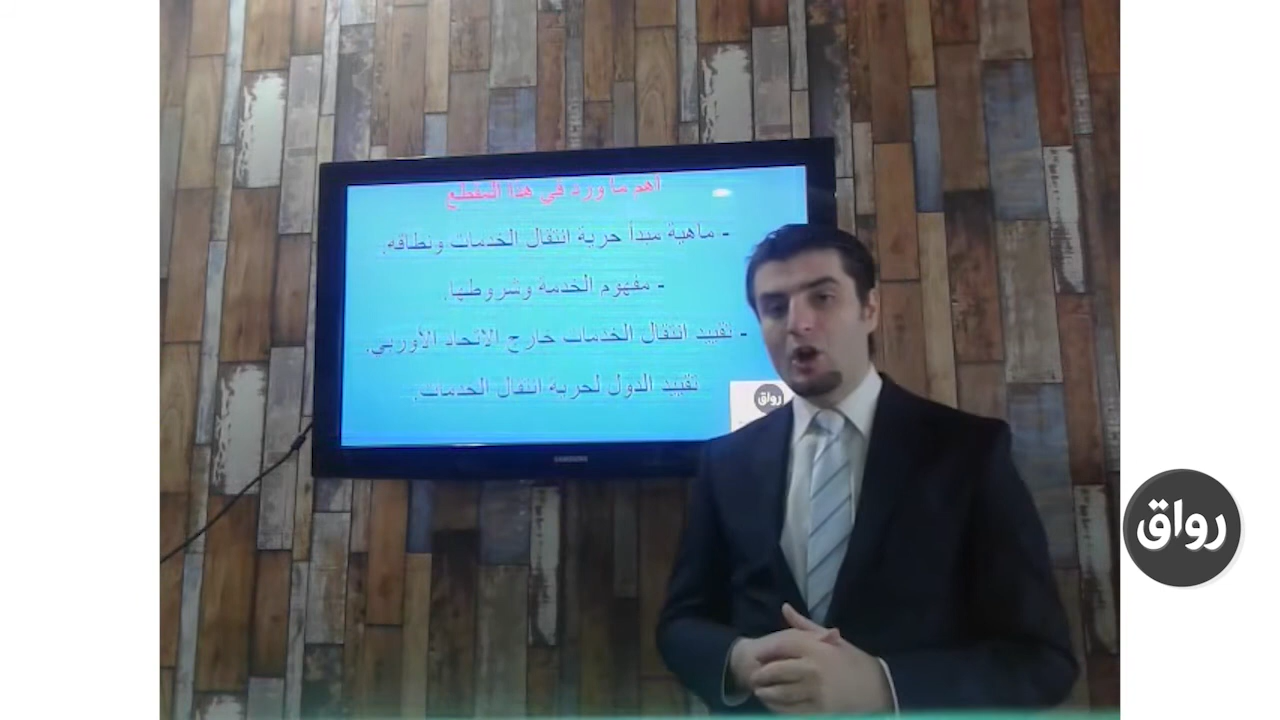 أهم ما ورد في هذا المقطع
- ماهية مبدأ حرية انتقال الخدمات ونطاقه.
- مفهوم الخدمة وشروطها.
- تقييد انتقال الخدمات خارج الاتحاد الأوربي.
تقييد الدول لحرية انتقال الخدمات.
رواق
SAMSUNG
رواق